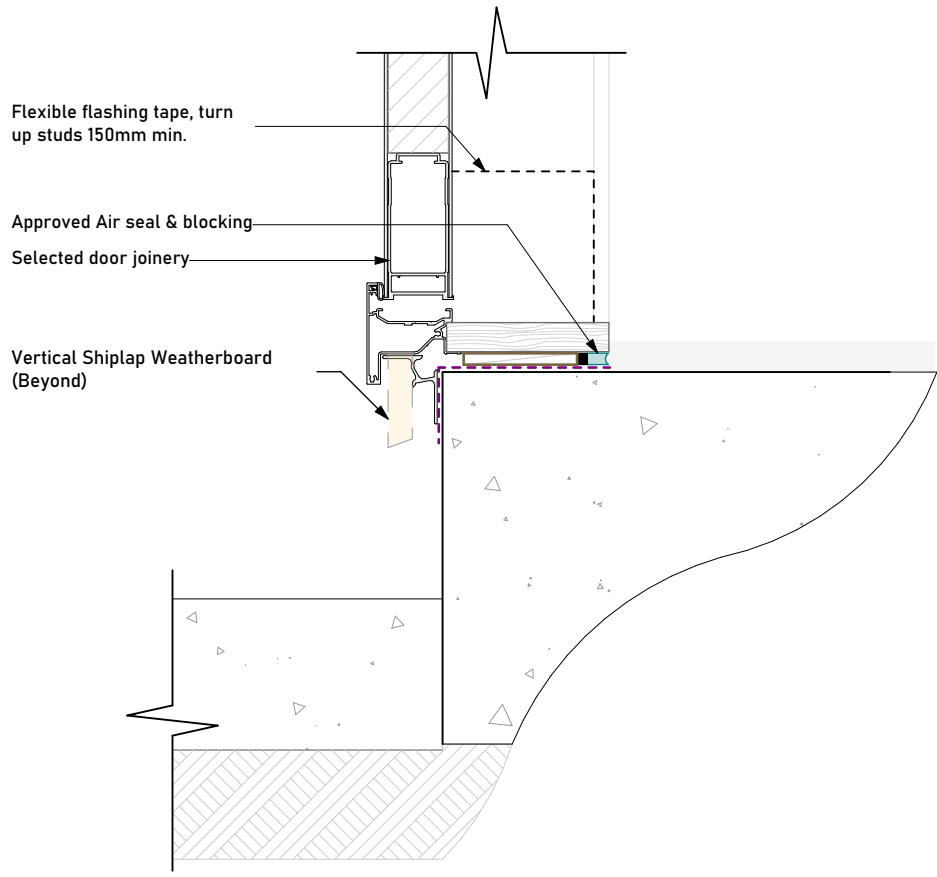 Flexible flashing tape, turn
up studs 150mm min.
Approved Air seal & blocking
Selected door joinery
Vertical Shiplap Weatherboard
(Beyond)